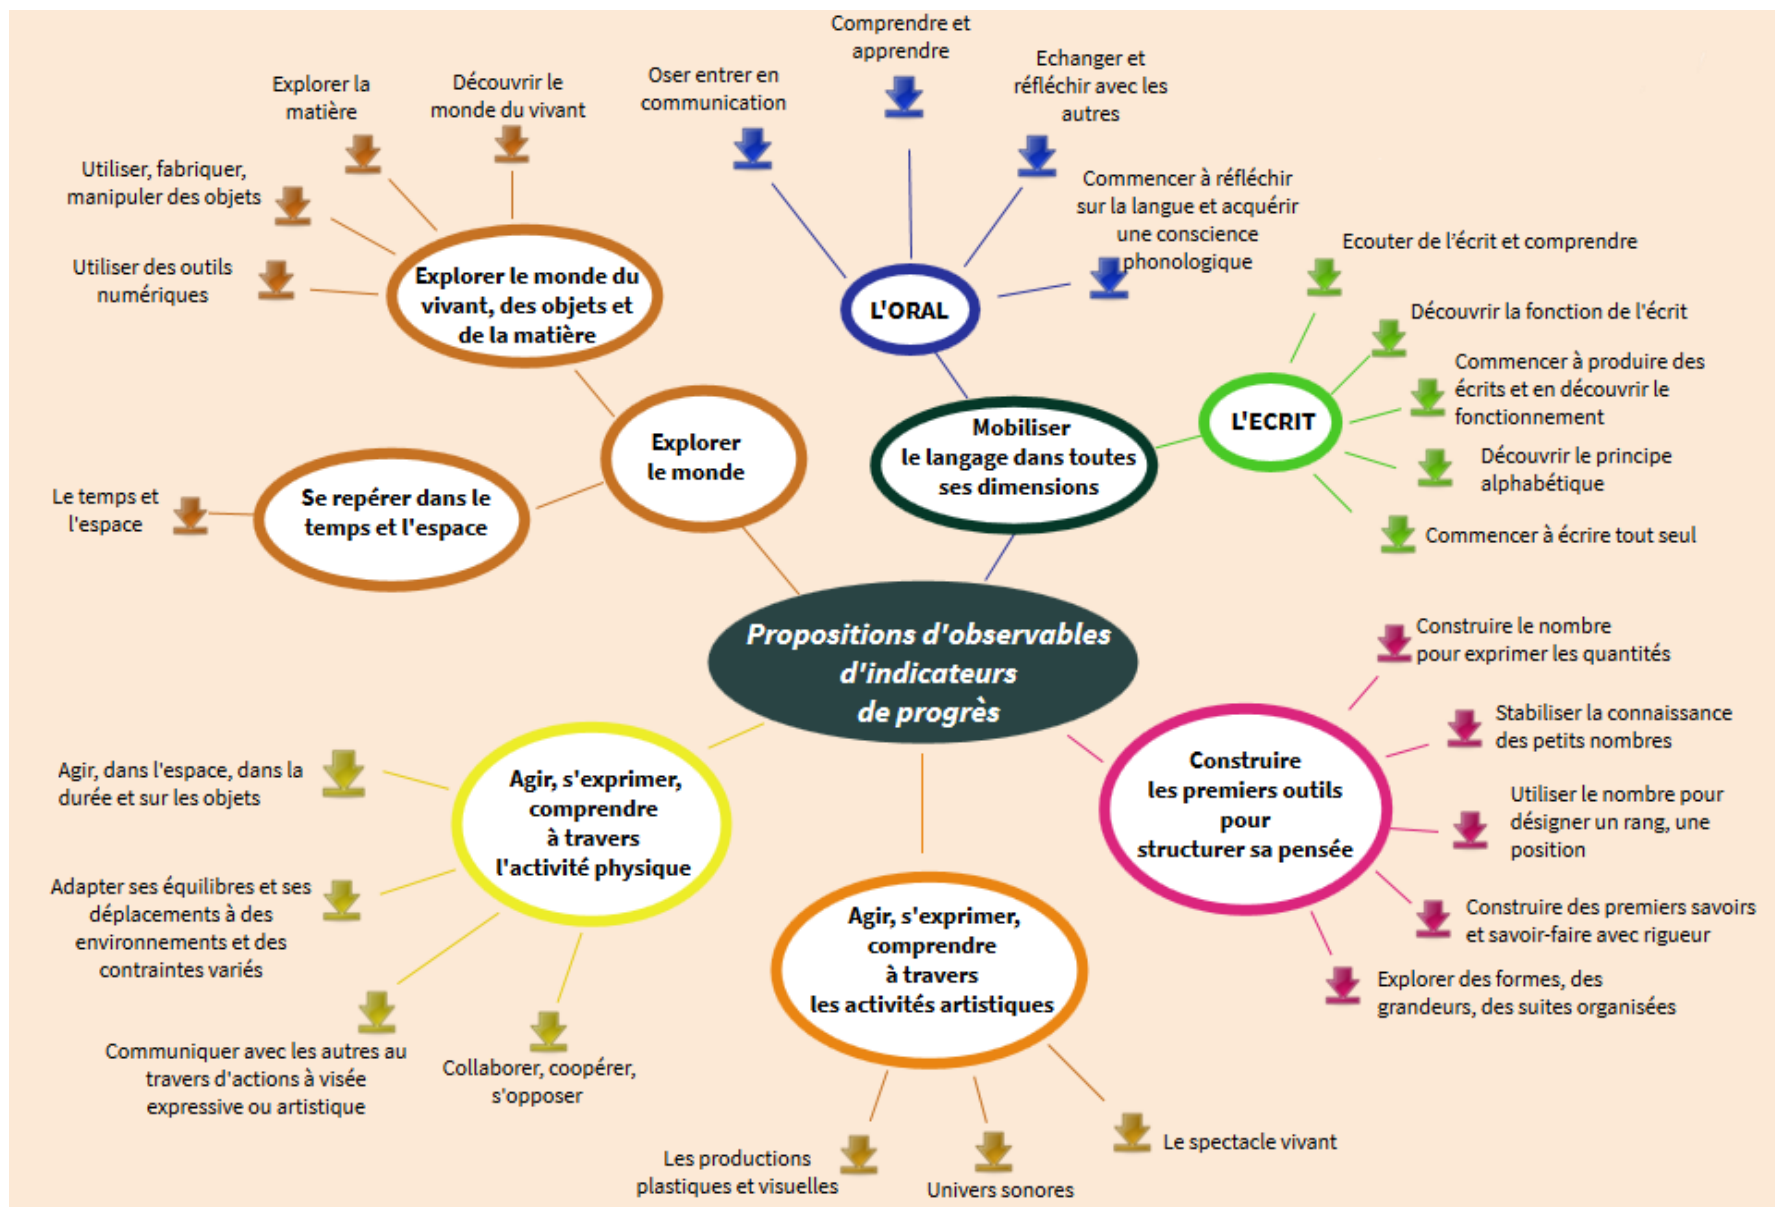 Comprendre et
apprendre
Oser entrer en
communication
Echanger et
réfléchir avec les
autres
Commencer à réfléchir
sur la langue et acquérir
une conscience
phonologique
Explorer la
matière
Découvrir le
monde du vivant
Utiliser, fabriquer,
manipuler des objets
Utiliser des outils
numériques
Explorer le monde du
vivant, des objets et
de la matière
L'ORAL
Ecouter de l’écrit et comprendre
Découvrir la fonction de l'écrit
Commencer à produire des
écrits et en découvrir le
fonctionnement
Découvrir le principe
alphabétique
Commencer à écrire tout seul
L'ECRIT
Mobiliser
le langage dans toutes
ses dimensions
Explorer
le monde
Se repérer dans le
temps et l'espace
Le temps et
l'espace
Propositions d'observables
d'indicateurs
de progrès
Construire le nombre
pour exprimer les quantités
Stabiliser la connaissance
des petits nombres
Utiliser le nombre pour
désigner un rang, une
position
Construire des premiers savoirs
et savoir-faire avec rigueur
Explorer des formes, des
grandeurs, des suites organisées
Construire
les premiers outils
pour
structurer sa pensée
Agir, s'exprimer,
comprendre
à travers
l'activité physique
Agir, dans l'espace, dans la
durée et sur les objets
Adapter ses équilibres et ses
déplacements à des
environnements et des
contraintes variés
Communiquer avec les autres au
travers d'actions à visée
expressive ou artistique
Collaborer, coopérer,
s'opposer
Agir, s'exprimer,
comprendre
à travers
les activités artistiques
Les productions
plastiques et visuelles
Univers sonores
Le spectacle vivant